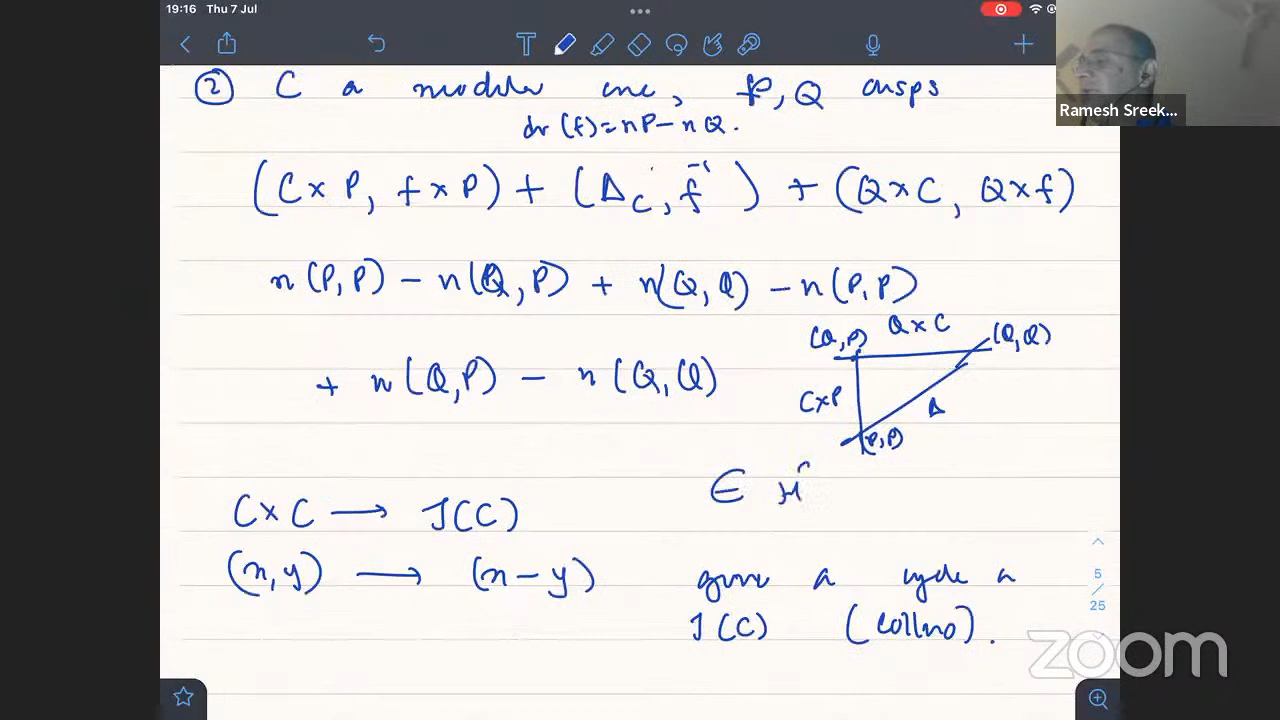 19:16 Thu 7 Jul
② C a modular curve, P, Q cusps
div (f) = nP - nQ.
(C × P, f × P) + (Δ_C, f⁻¹) + (Q × C, Q × f)
n(P,P) - n(Q,P) + n(Q,Q) - n(P,P)
+ n(Q,P) - n(Q,Q)
(Q,P) Q × C (Q,Q)
C × P Δ
(P,P)
∈ H
C × C → J(C)
(x,y) → (x - y)
gives a cycle in
J(C) (Collino).
5
/
25
Ramesh Sreek...
zoom